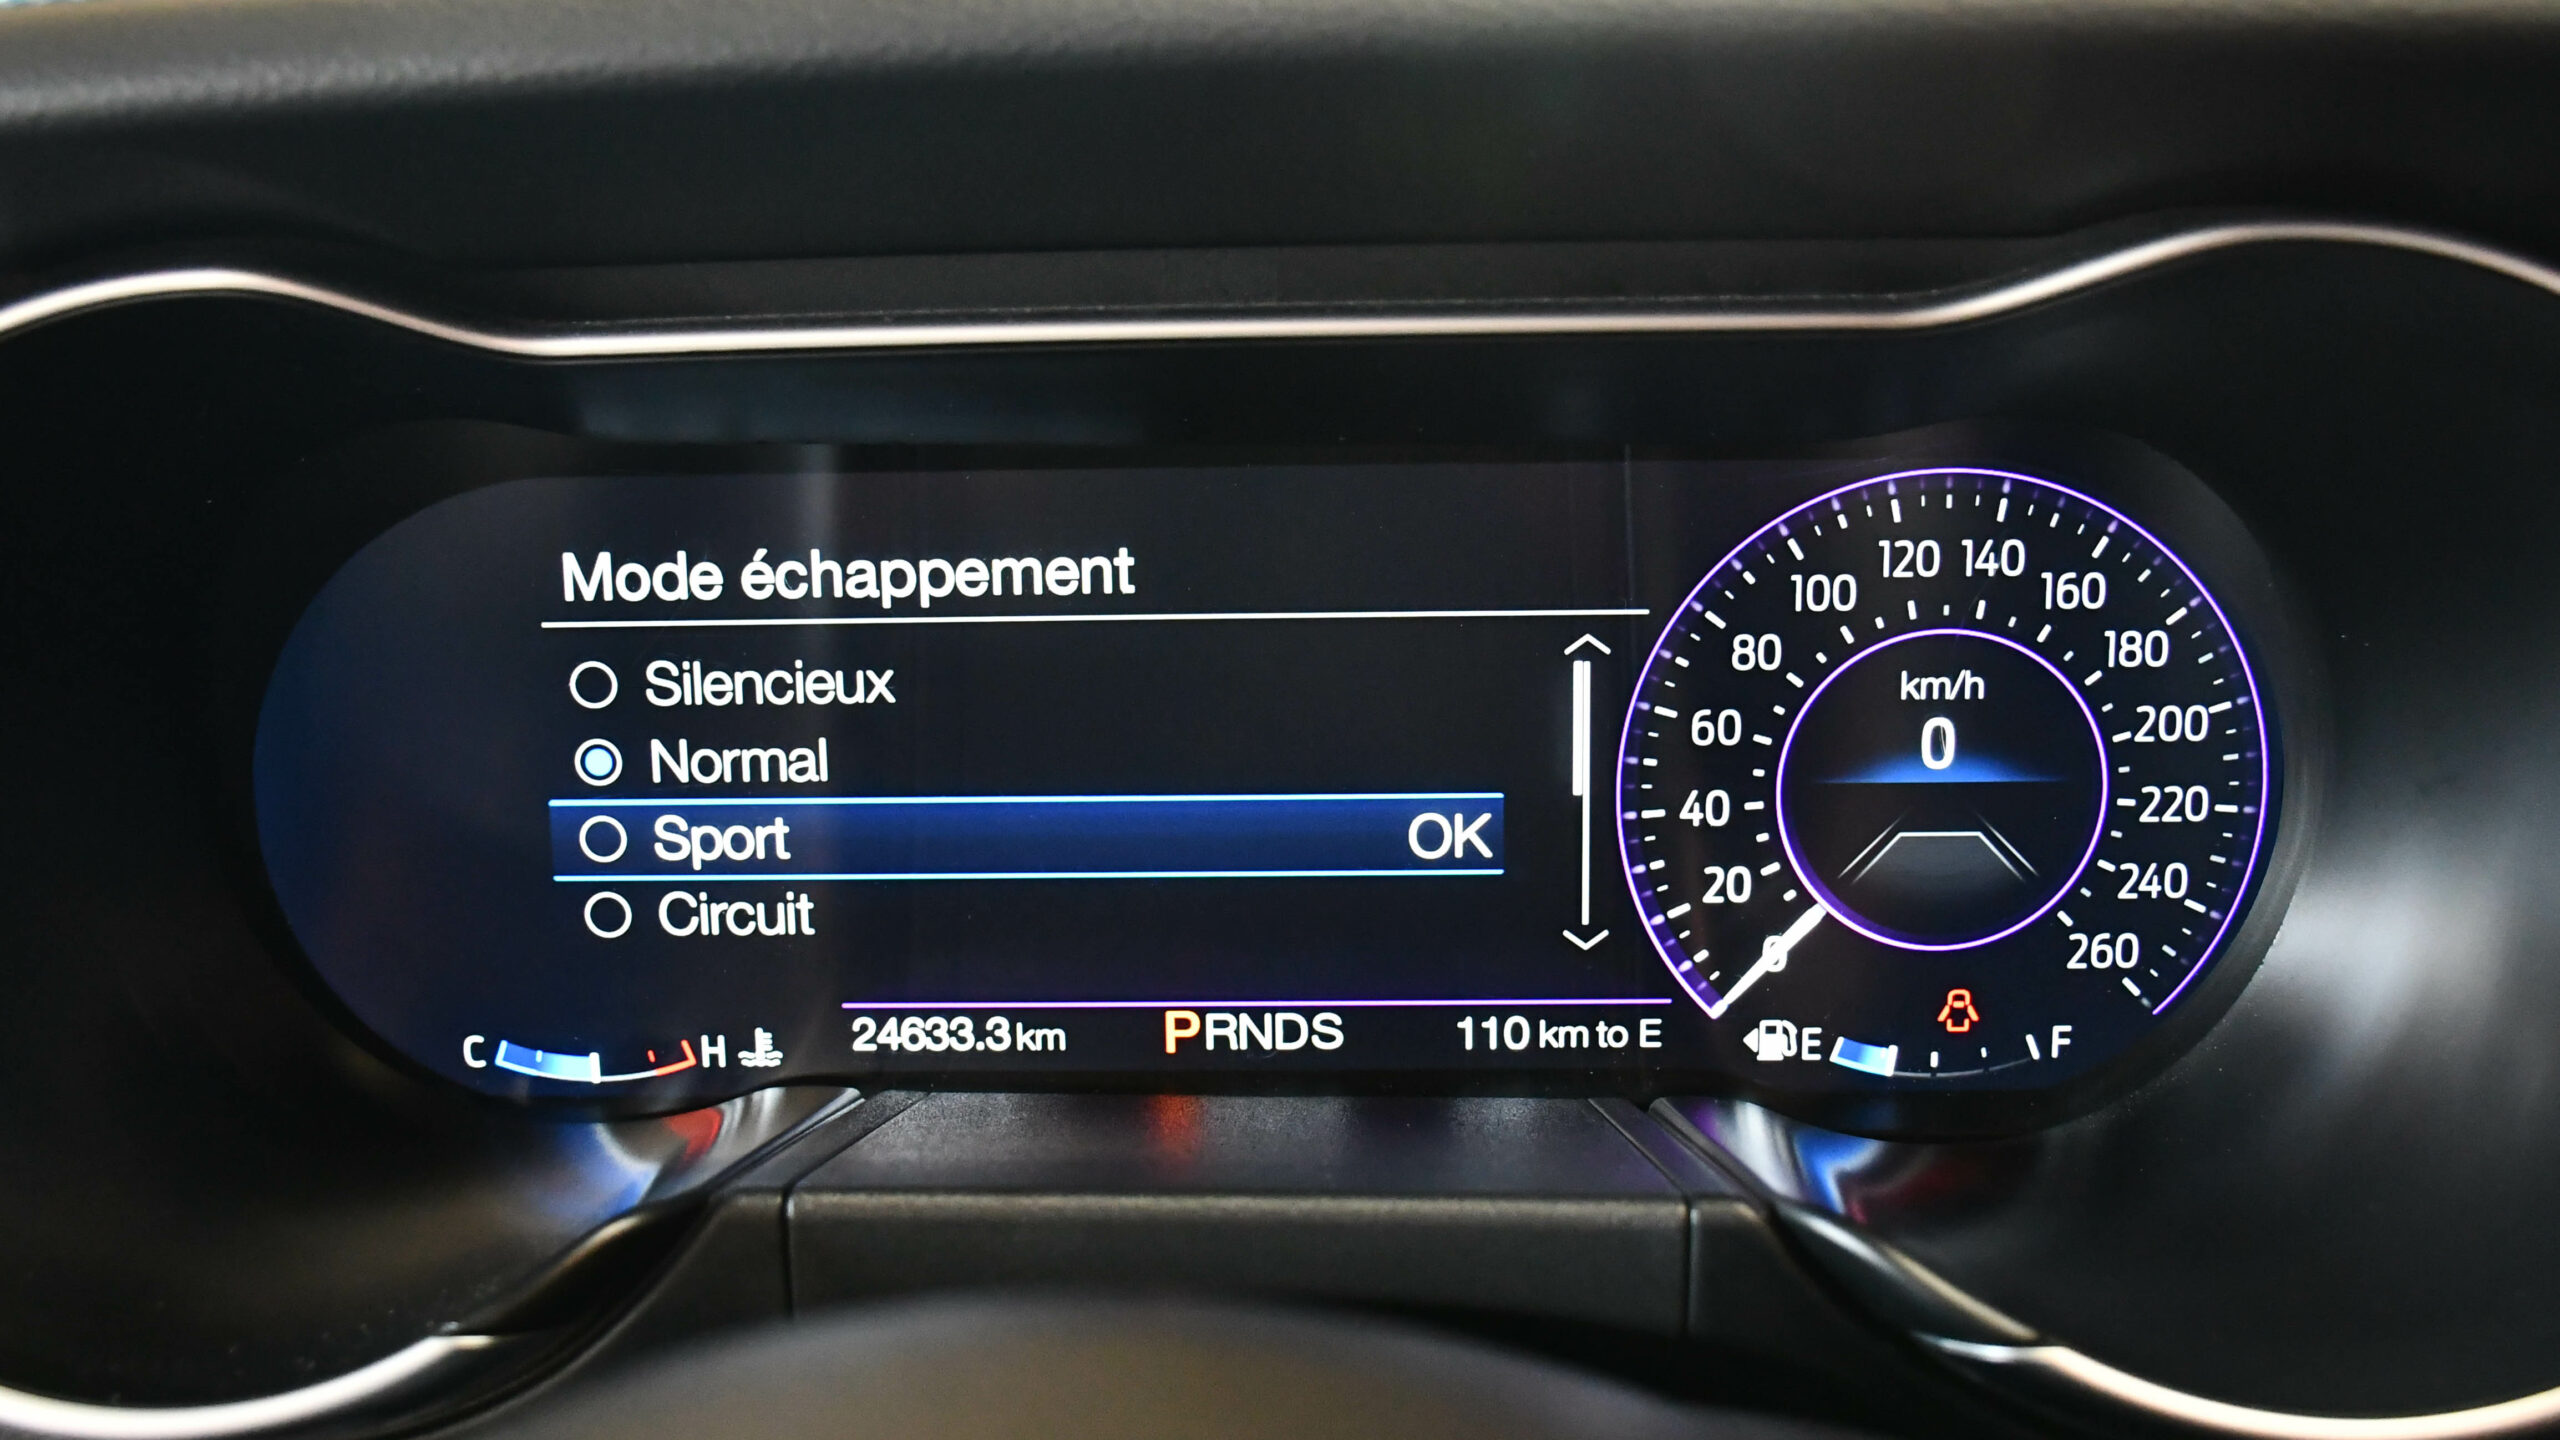 Mode échappement
Silencieux
Normal
Sport OK
Circuit
C H
24633.3 km PRNDS 110 km to E
km/h
0
0
20
40
60
80
100
120
140
160
180
200
220
240
260
E F